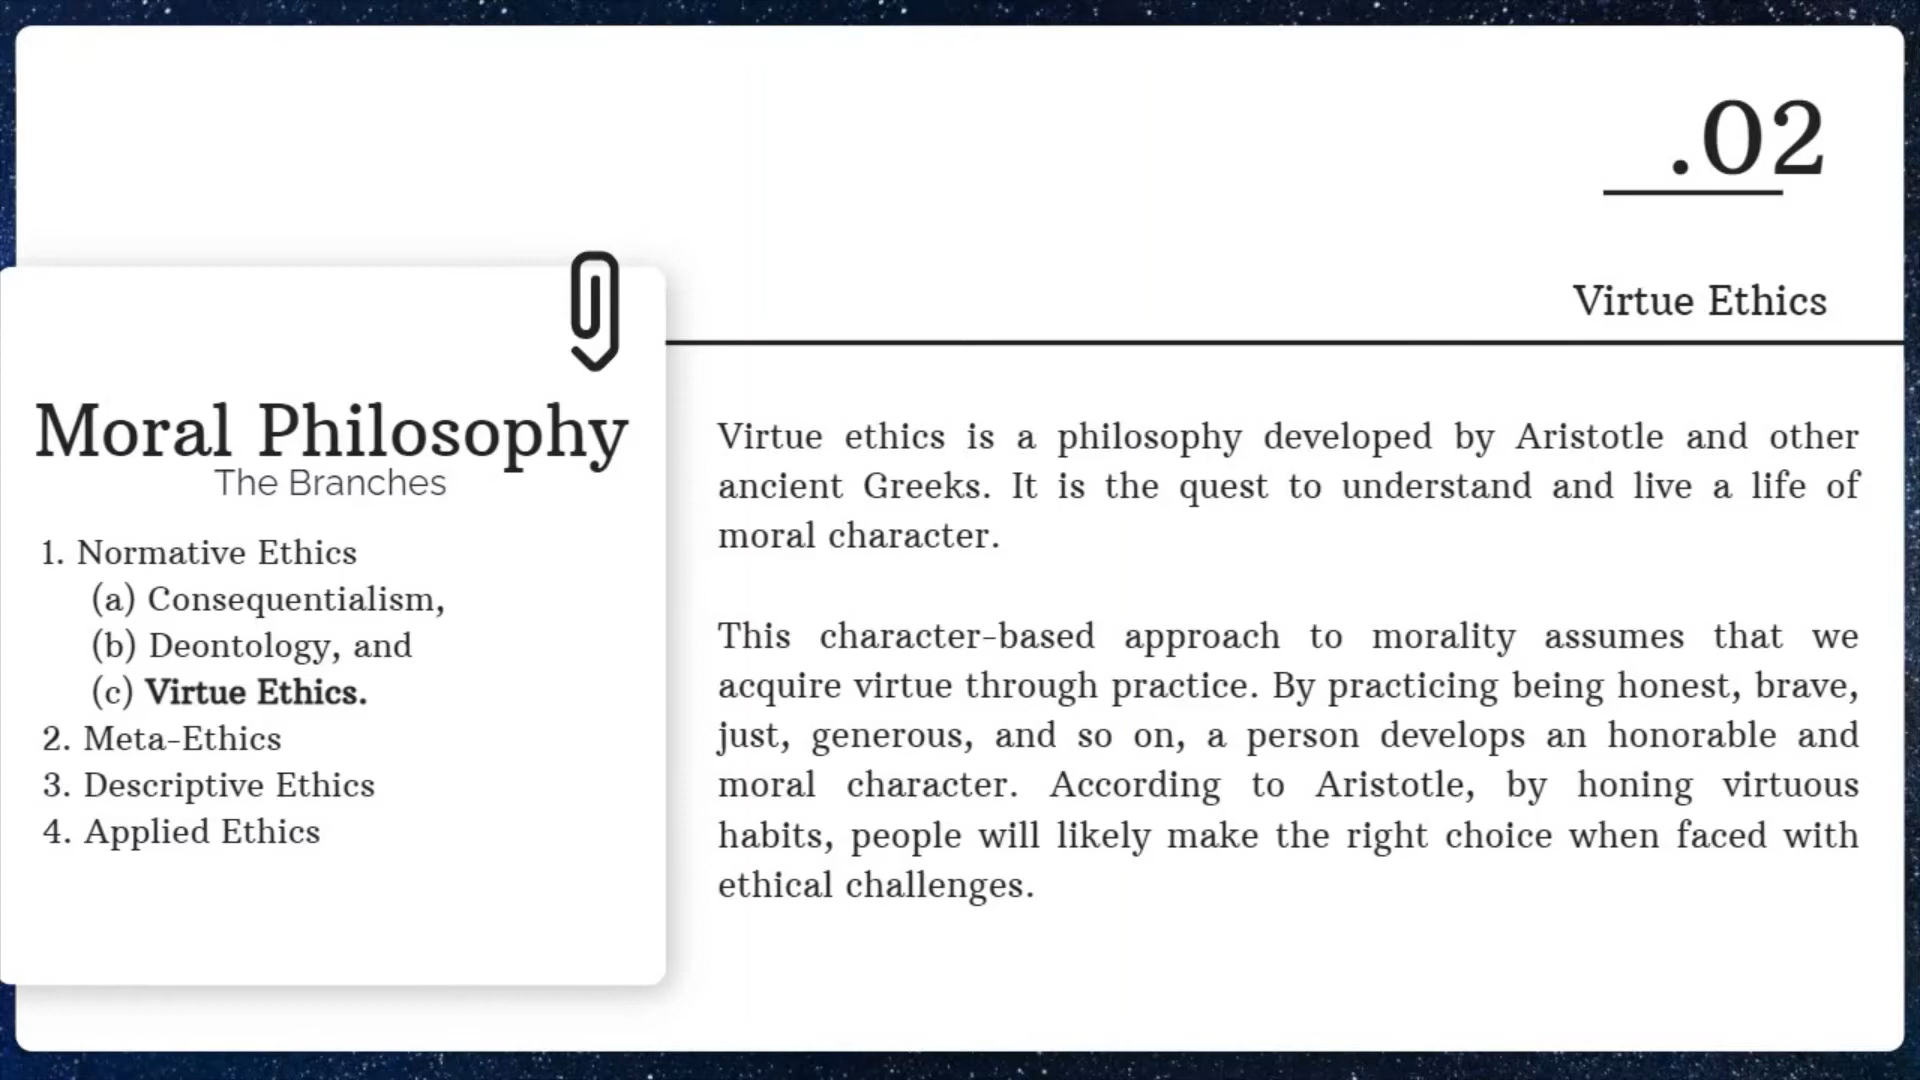 .02
Virtue Ethics
Moral Philosophy
The Branches
1. Normative Ethics
(a) Consequentialism,
(b) Deontology, and
(c) Virtue Ethics.
2. Meta-Ethics
3. Descriptive Ethics
4. Applied Ethics
Virtue ethics is a philosophy developed by Aristotle and other
ancient Greeks. It is the quest to understand and live a life of
moral character.
This character-based approach to morality assumes that we
acquire virtue through practice. By practicing being honest, brave,
just, generous, and so on, a person develops an honorable and
moral character. According to Aristotle, by honing virtuous
habits, people will likely make the right choice when faced with
ethical challenges.